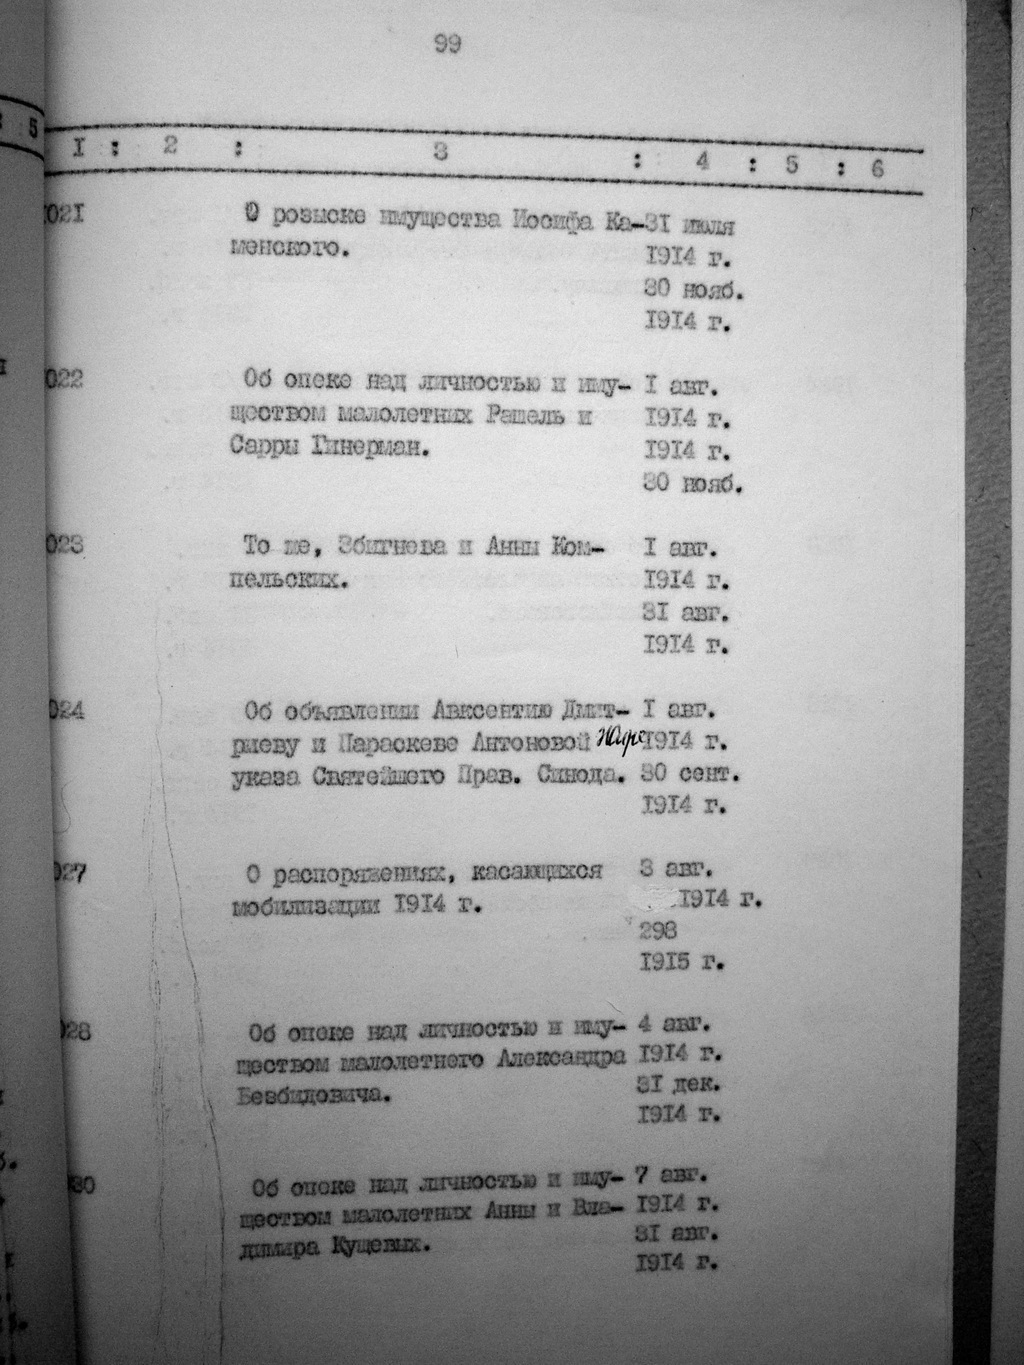 99
5
I : 2 : 3 : 4 : 5 : 6
021 О розыске имущества Иосифа Ка- 31 июля
менского. 1914 г.
30 нояб.
1914 г.
022 Об опеке над личностью и иму- I авг.
ществом малолетних Рашель и 1914 г.
Сарры Гинерман. 1914 г.
30 нояб.
023 То же, Збигнева и Анны Ком- I авг.
пельских. 1914 г.
31 авг.
1914 г.
024 Об объявлении Авксентию Дмит- I авг.
риеву и Параскеве Антоновой 1914 г.
указа Святейшего Прав. Синода. 30 сент.
1914 г.
027 О распоряжениях, касающихся 3 авг.
мобилизации 1914 г. 1914 г.
298
1915 г.
028 Об опеке над личностью и иму- 4 авг.
ществом малолетнего Александра 1914 г.
Безбидовича. 31 дек.
1914 г.
030 Об опеке над личностью и иму- 7 авг.
ществом малолетних Анны и Вла- 1914 г.
димира Кущевых. 31 авг.
1914 г.